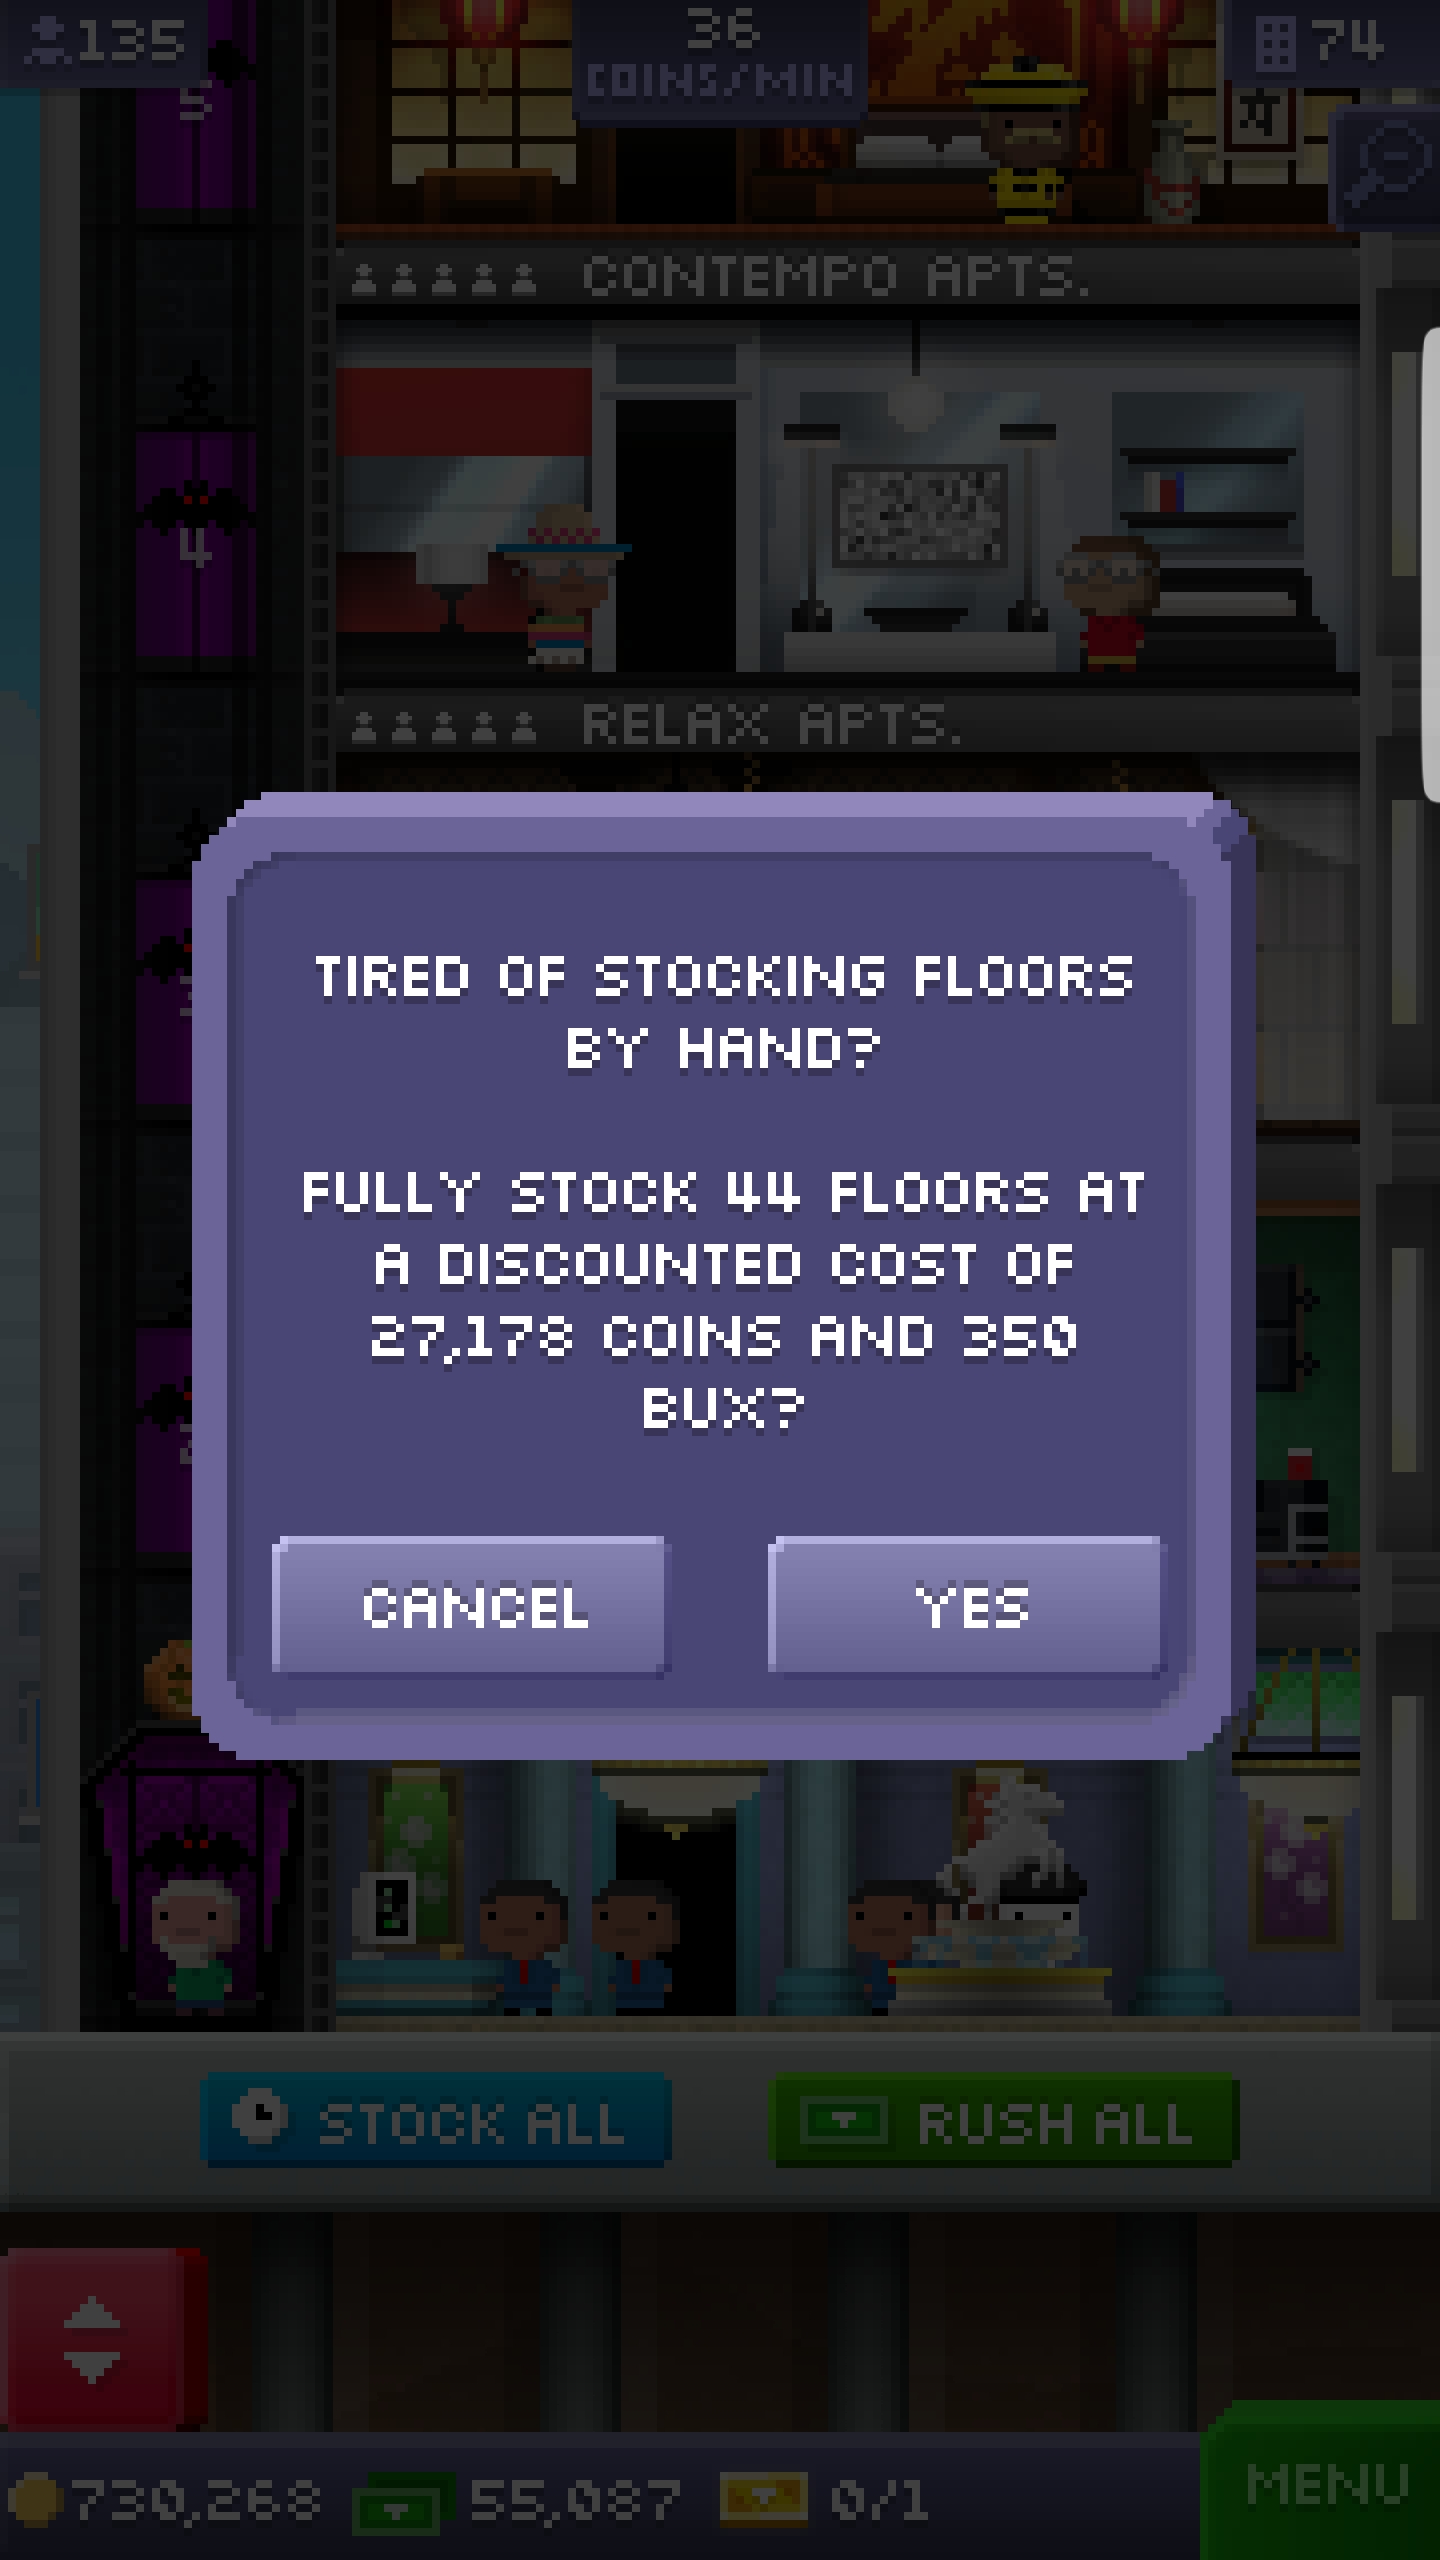 135
36
COINS/MIN
74
5
CONTEMPO APTS.
4
RELAX APTS.
TIRED OF STOCKING FLOORS
BY HAND?
FULLY STOCK 44 FLOORS AT
A DISCOUNTED COST OF
27,178 COINS AND 350
BUX?
CANCEL
YES
STOCK ALL
RUSH ALL
730,268
55,087
0/1
MENU